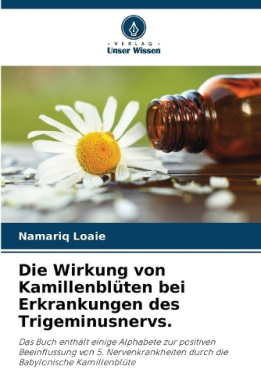 • VERLAG •
Unser Wissen
Namariq Loaie
Die Wirkung von
Kamillenblüten bei
Erkrankungen des
Trigeminusnervs.
Das Buch enthält einige Alphabete zur positiven
Beeinflussung von 5. Nervenkrankheiten durch die
Babylonische Kamillenblüte